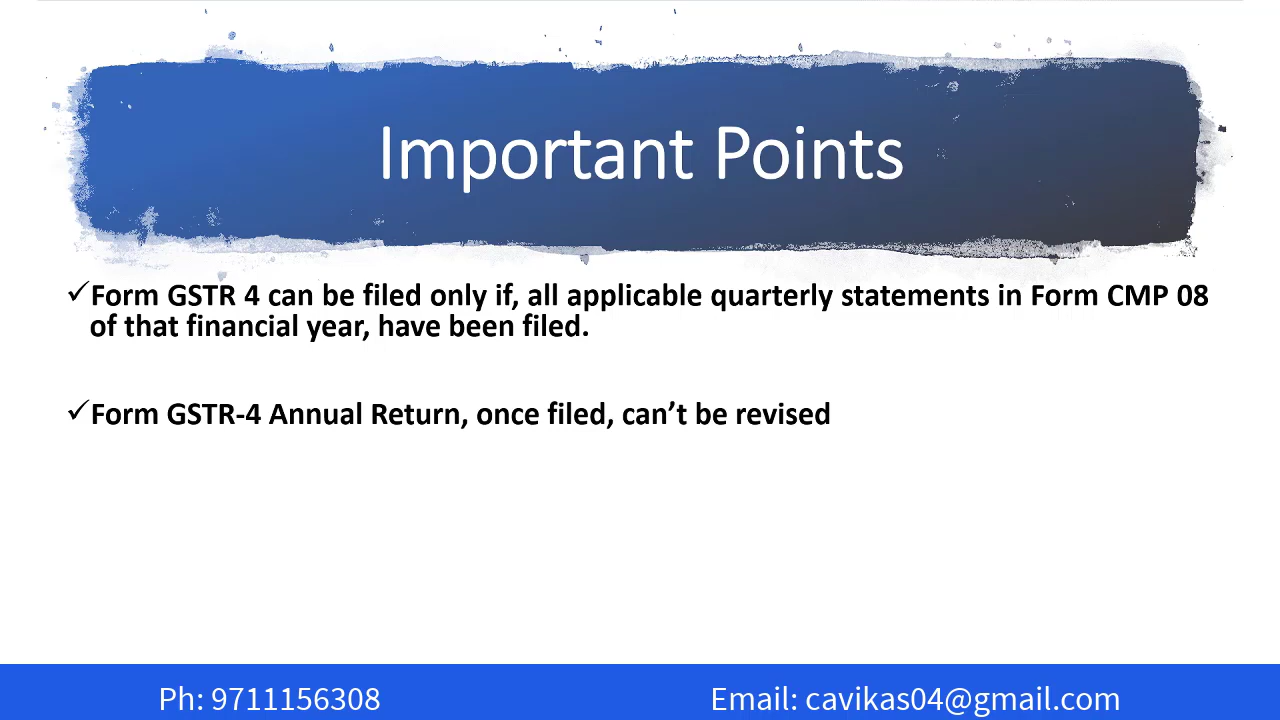 Important Points
✓Form GSTR 4 can be filed only if, all applicable quarterly statements in Form CMP 08
of that financial year, have been filed.
✓Form GSTR-4 Annual Return, once filed, can’t be revised
Ph: 9711156308
Email: cavikas04@gmail.com